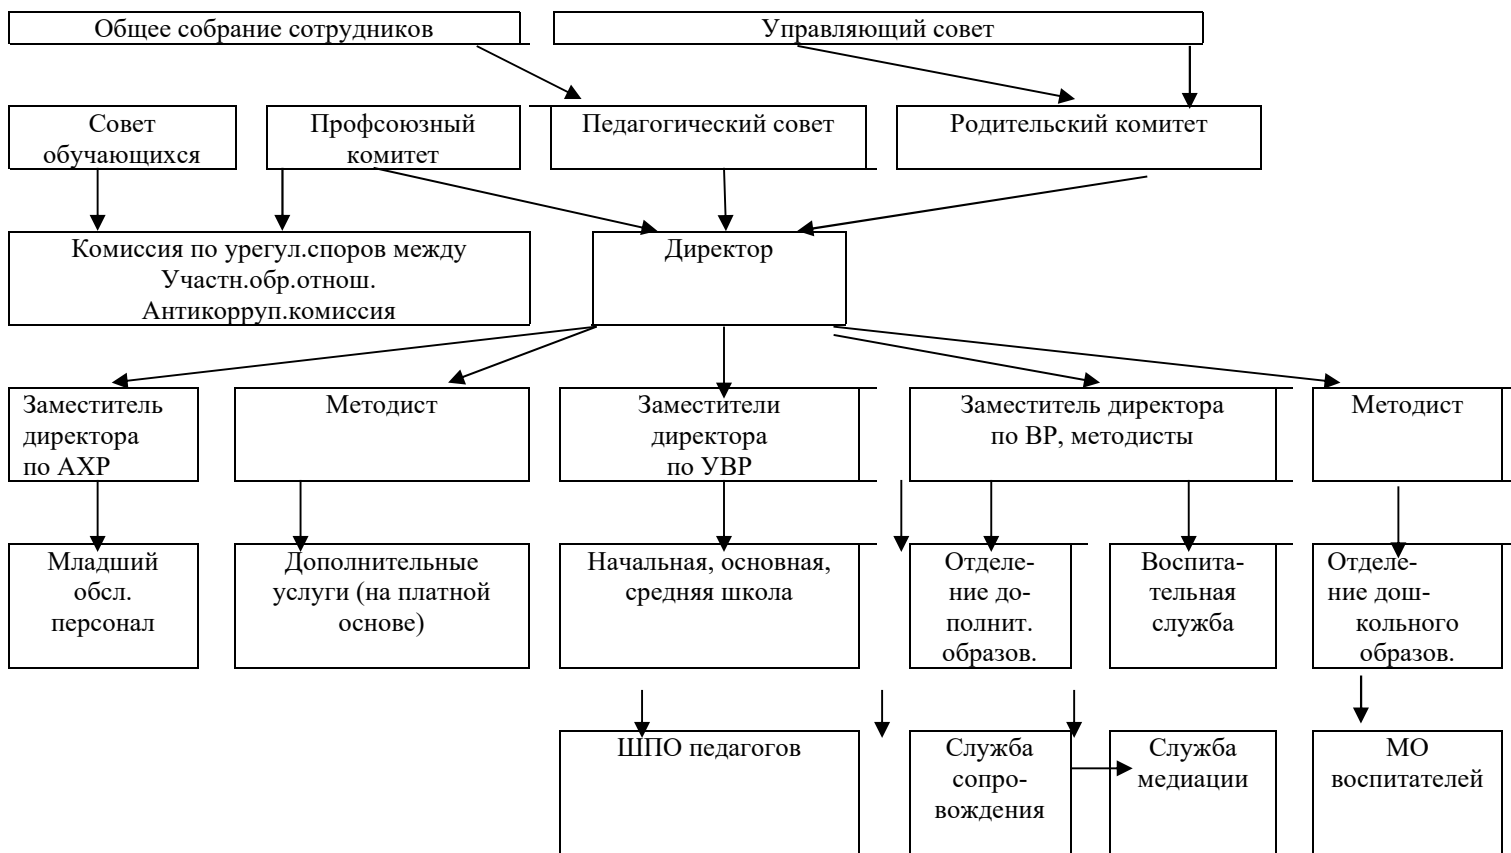 Общее собрание сотрудников
Управляющий совет
Совет
обучающихся
Профсоюзный
комитет
Педагогический совет
Родительский комитет
Комиссия по урегул.споров между
Участн.обр.отнош.
Антикоррупп.комиссия
Директор
Заместитель
директора
по АХР
Методист
Заместители
директора
по УВР
Заместитель директора
по ВР, методисты
Методист
Младший
обсл.
персонал
Дополнительные
услуги (на платной
основе)
Начальная, основная,
средняя школа
Отделе-
ние до-
полнит.
образов.
Воспита-
тельная
служба
Отделе-
ние дош-
кольного
образов.
ШПО педагогов
Служба
сопро-
вождения
Служба
медиации
МО
воспитателей